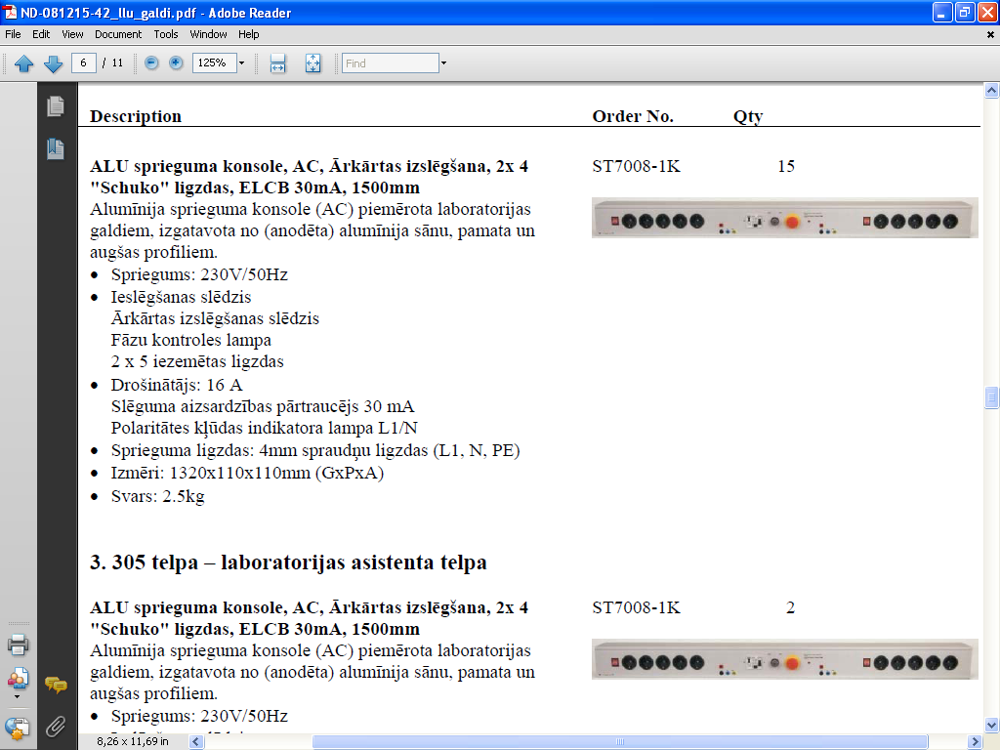 ND-081215-42_llu_galdi.pdf - Adobe Reader
File Edit View Document Tools Window Help
6 / 11 125% Find
Description Order No. Qty
ALU sprieguma konsole, AC, Ārkārtas izslēgšana, 2x 4 ST7008-1K 15
"Schuko" ligzdas, ELCB 30mA, 1500mm
Alumīnija sprieguma konsole (AC) piemērota laboratorijas
galdiem, izgatavota no (anodēta) alumīnija sānu, pamata un
augšas profiliem.
• Spriegums: 230V/50Hz
• Ieslēgšanas slēdzis
Ārkārtas izslēgšanas slēdzis
Fāzu kontroles lampa
2 x 5 iezemētas ligzdas
• Drošinātājs: 16 A
Slēguma aizsardzības pārtraucējs 30 mA
Polaritātes kļūdas indikatora lampa L1/N
• Sprieguma ligzdas: 4mm spraudņu ligzdas (L1, N, PE)
• Izmēri: 1320x110x110mm (GxPxA)
• Svars: 2.5kg
3. 305 telpa – laboratorijas asistenta telpa
ALU sprieguma konsole, AC, Ārkārtas izslēgšana, 2x 4 ST7008-1K 2
"Schuko" ligzdas, ELCB 30mA, 1500mm
Alumīnija sprieguma konsole (AC) piemērota laboratorijas
galdiem, izgatavota no (anodēta) alumīnija sānu, pamata un
augšas profiliem.
• Spriegums: 230V/50Hz
8,26 x 11,69 in